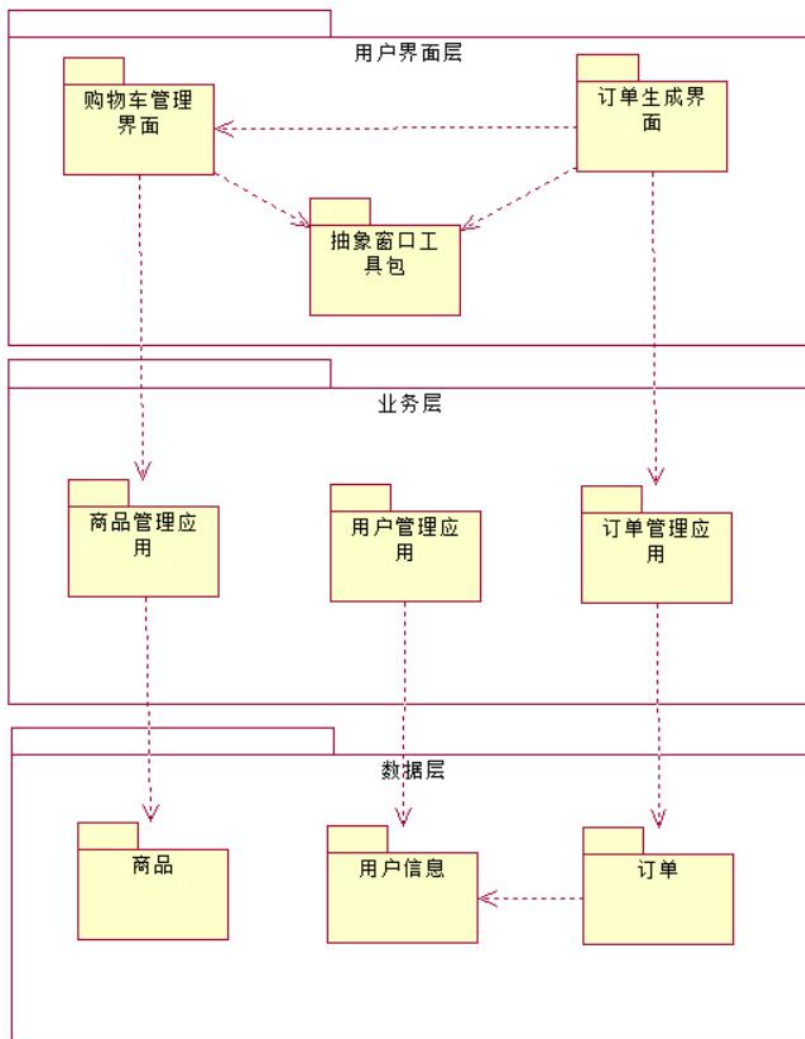 用户界面层
购物车管理
界面
订单生成界
面
抽象窗口工
具包
业务层
商品管理应
用
用户管理应
用
订单管理应
用
数据层
商品
用户信息
订单